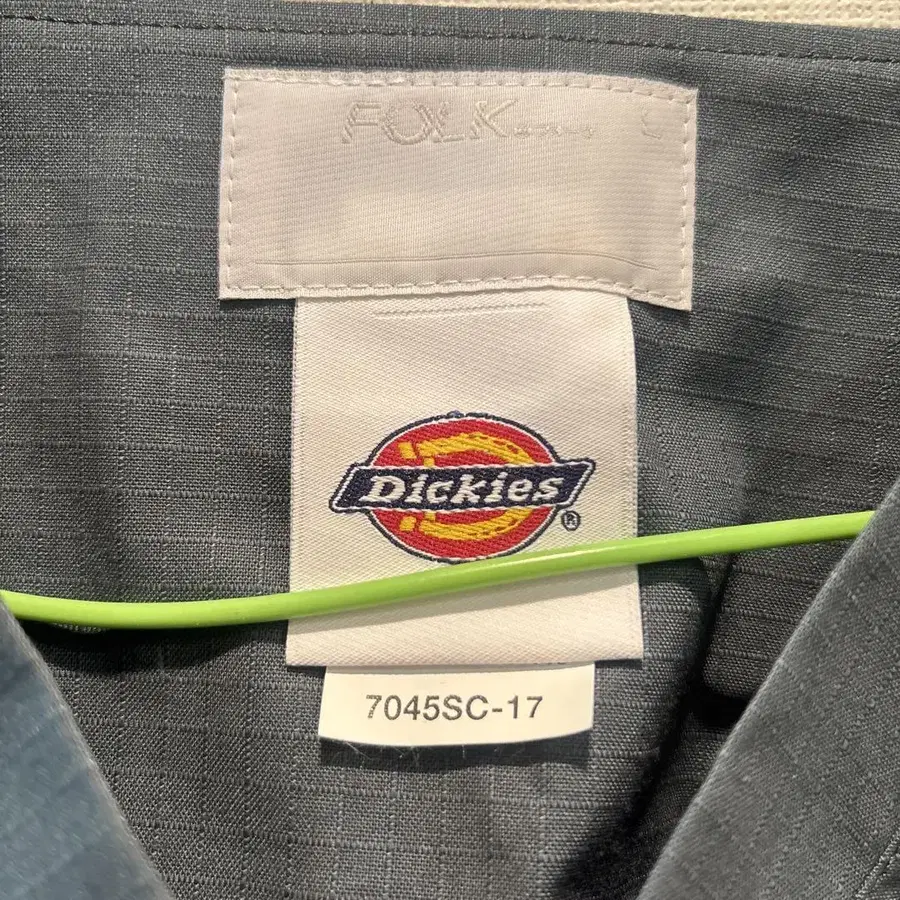 FOLK
L
Dickies
®
7045SC-17